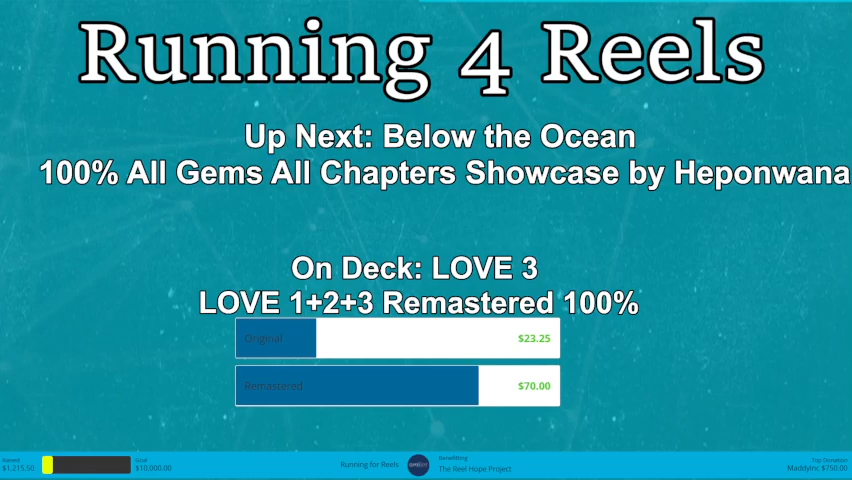 Running 4 Reels
Up Next: Below the Ocean
100% All Gems All Chapters Showcase by Heponwana
On Deck: LOVE 3
LOVE 1+2+3 Remastered 100%
Original $23.25
Remastered $70.00
Raised
$1,215.50
Goal
$10,000.00
Running for Reels
Benefitting
The Reel Hope Project
Top Donation
MaddyInc $750.00